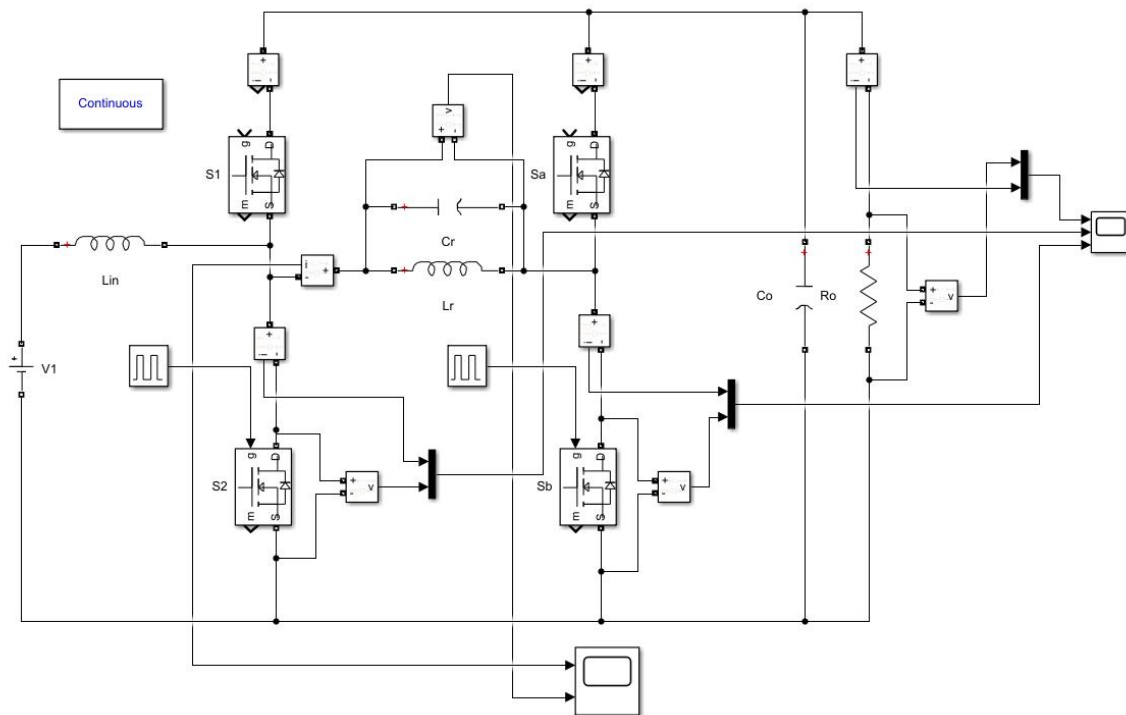 Continuous
S1
Sa
Cr
Lin
Lr
Co
Ro
V1
S2
Sb
g
D
m
S
g
D
m
S
g
D
m
S
g
D
m
S
+
-
i
+
-
i
+
-
i
+
-
v
i
+
-
+
i
+
i
+
-
v
+
-
v
+
-
v